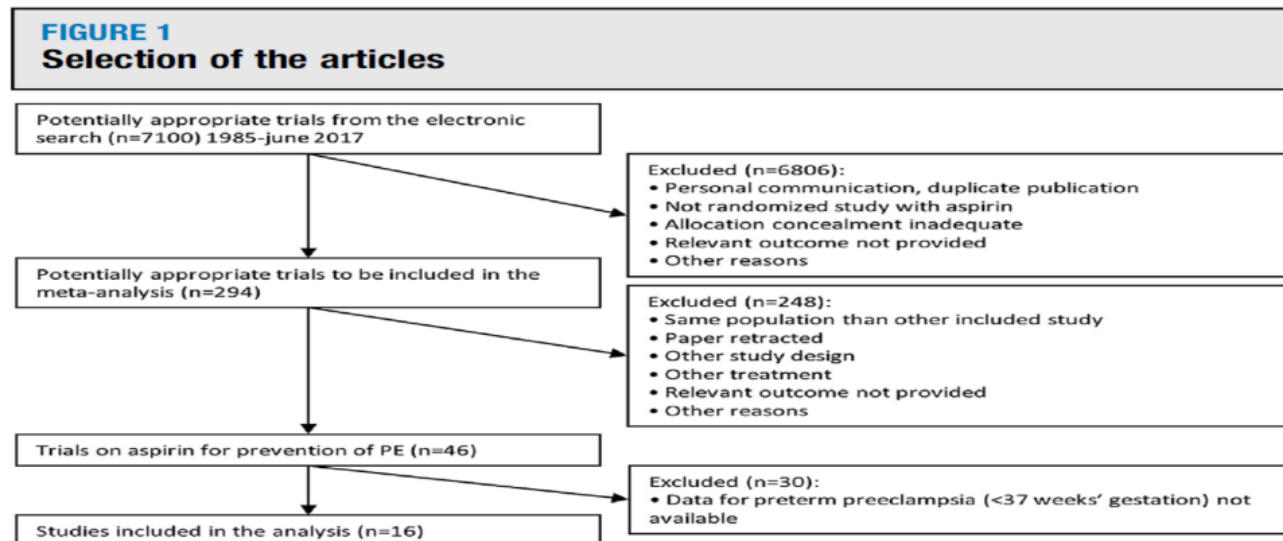 FIGURE 1
Selection of the articles
Potentially appropriate trials from the electronic
search (n=7100) 1985-june 2017
Excluded (n=6806):
• Personal communication, duplicate publication
• Not randomized study with aspirin
• Allocation concealment inadequate
• Relevant outcome not provided
• Other reasons
Potentially appropriate trials to be included in the
meta-analysis (n=294)
Excluded (n=248):
• Same population than other included study
• Paper retracted
• Other study design
• Other treatment
• Relevant outcome not provided
• Other reasons
Trials on aspirin for prevention of PE (n=46)
Excluded (n=30):
• Data for preterm preeclampsia (<37 weeks' gestation) not
available
Studies included in the analysis (n=16)